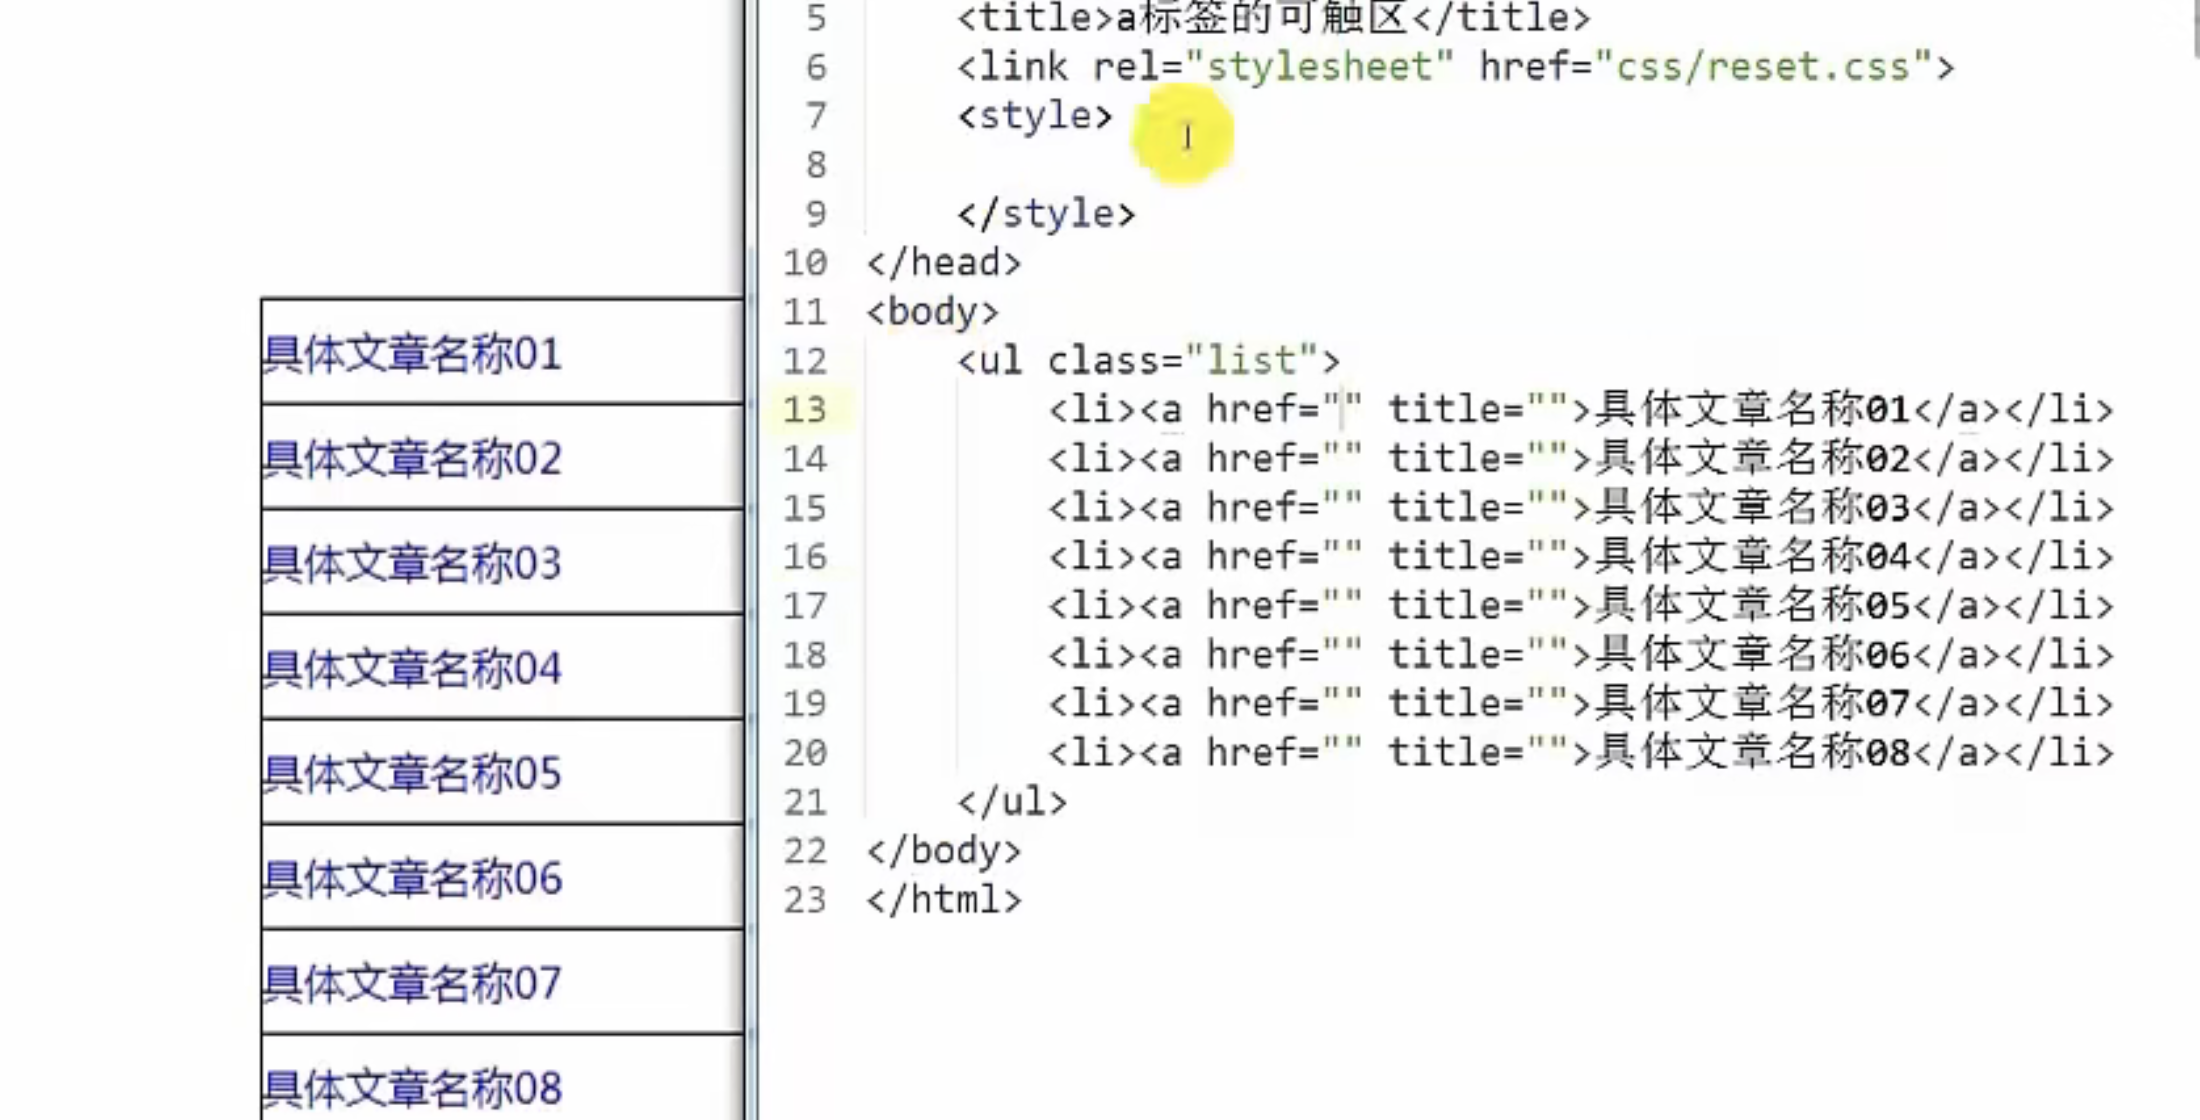 具体文章名称01
具体文章名称02
具体文章名称03
具体文章名称04
具体文章名称05
具体文章名称06
具体文章名称07
具体文章名称08
5 <title>a标签的可触区</title>
6 <link rel="stylesheet" href="css/reset.css">
7 <style>
8
9 </style>
10 </head>
11 <body>
12 <ul class="list">
13 <li><a href="" title="">具体文章名称01</a></li>
14 <li><a href="" title="">具体文章名称02</a></li>
15 <li><a href="" title="">具体文章名称03</a></li>
16 <li><a href="" title="">具体文章名称04</a></li>
17 <li><a href="" title="">具体文章名称05</a></li>
18 <li><a href="" title="">具体文章名称06</a></li>
19 <li><a href="" title="">具体文章名称07</a></li>
20 <li><a href="" title="">具体文章名称08</a></li>
21 </ul>
22 </body>
23 </html>